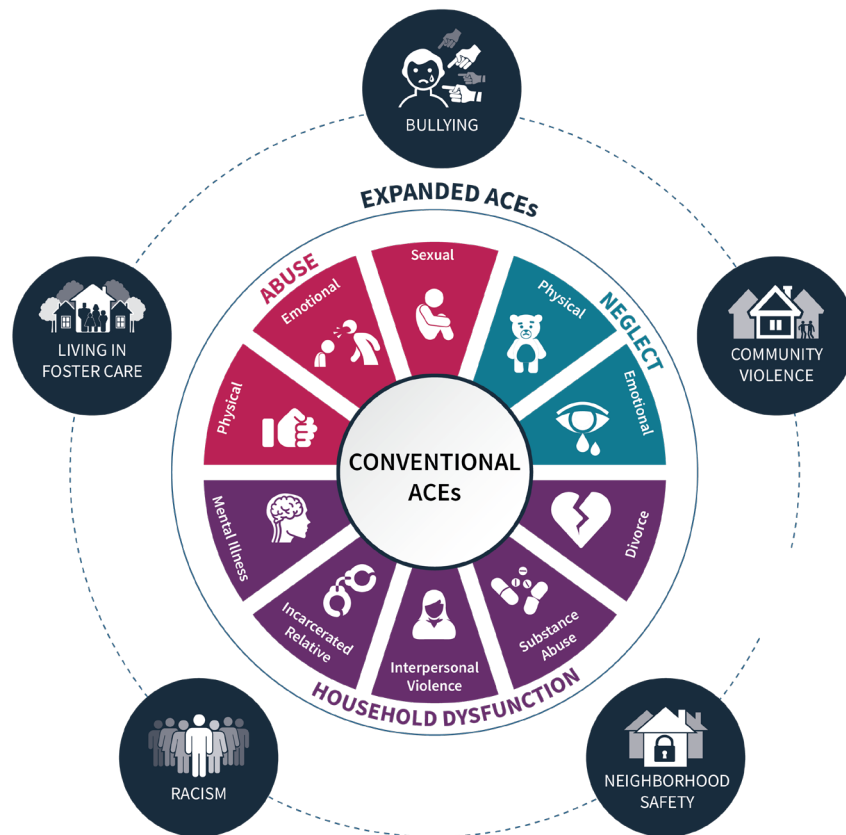 BULLYING
EXPANDED ACEs
LIVING IN
FOSTER CARE
COMMUNITY
VIOLENCE
ABUSE
Physical
Emotional
Sexual
NEGLECT
Physical
Emotional
CONVENTIONAL
ACEs
Mental Illness
Incarcerated
Relative
Interpersonal
Violence
Substance
Abuse
Divorce
HOUSEHOLD DYSFUNCTION
RACISM
NEIGHBORHOOD
SAFETY